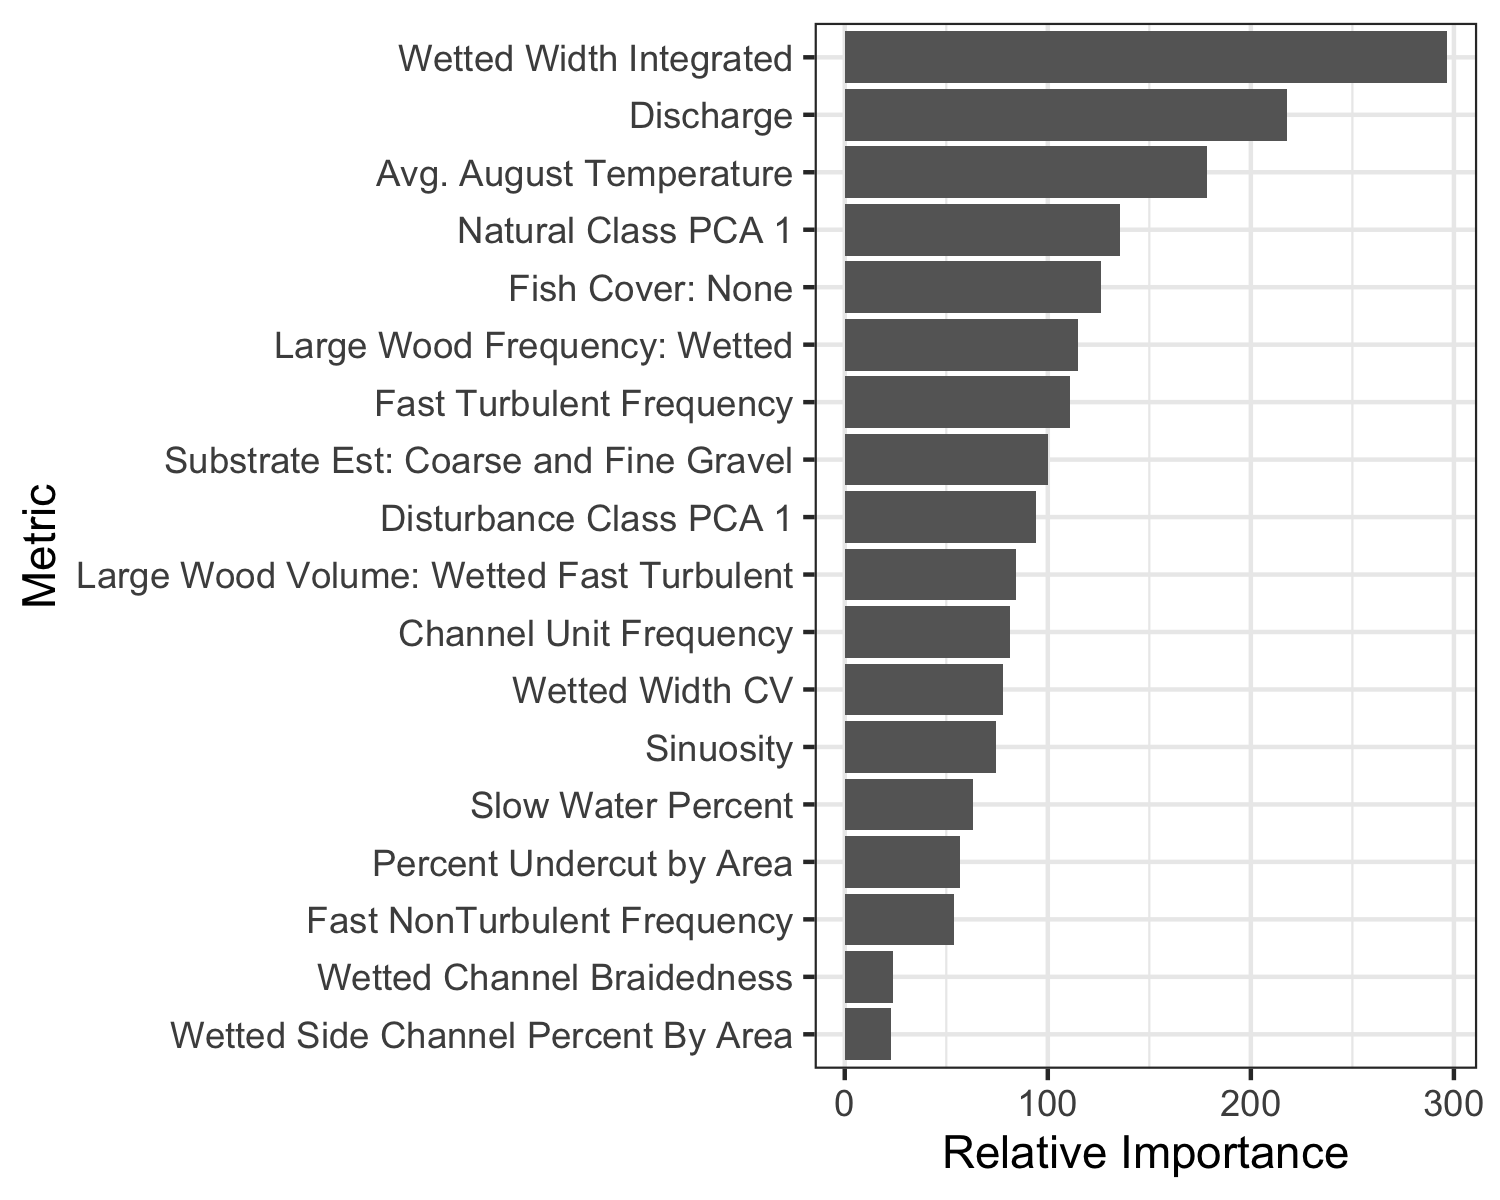 Wetted Width Integrated
Discharge
Avg. August Temperature
Natural Class PCA 1
Fish Cover: None
Large Wood Frequency: Wetted
Fast Turbulent Frequency
Substrate Est: Coarse and Fine Gravel
Disturbance Class PCA 1
Large Wood Volume: Wetted Fast Turbulent
Channel Unit Frequency
Wetted Width CV
Sinuosity
Slow Water Percent
Percent Undercut by Area
Fast NonTurbulent Frequency
Wetted Channel Braidedness
Wetted Side Channel Percent By Area
Metric
0 100 200 300
Relative Importance